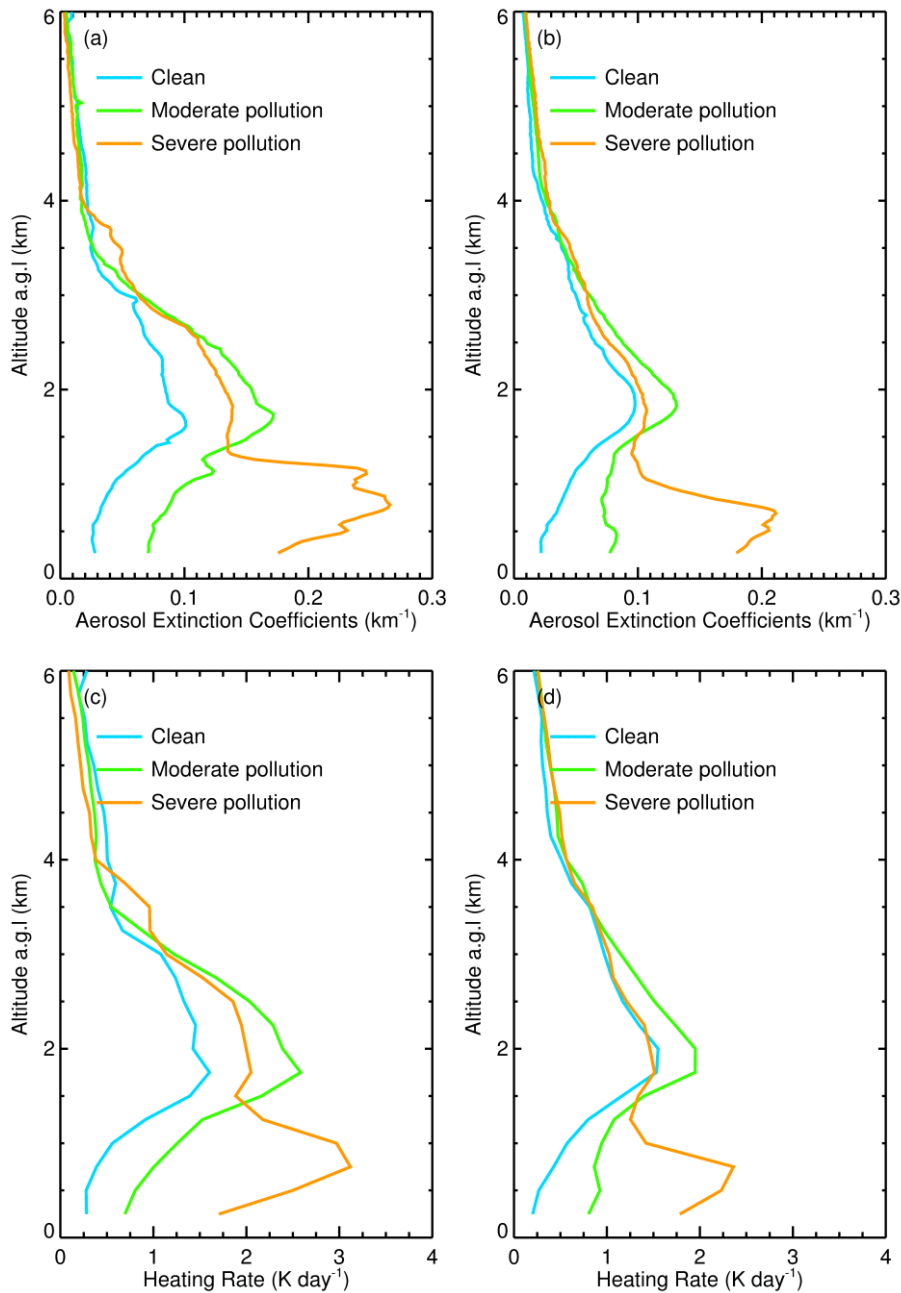 (a)
Clean
Moderate pollution
Severe pollution
6
4
2
0
Altitude a.g.l (km)
0.0 0.1 0.2 0.3
Aerosol Extinction Coefficients (km⁻¹)
(b)
Clean
Moderate pollution
Severe pollution
6
4
2
0
Altitude a.g.l (km)
0.0 0.1 0.2 0.3
Aerosol Extinction Coefficients (km⁻¹)
(c)
Clean
Moderate pollution
Severe pollution
6
4
2
0
Altitude a.g.l (km)
0 1 2 3 4
Heating Rate (K day⁻¹)
(d)
Clean
Moderate pollution
Severe pollution
6
4
2
0
Altitude a.g.l (km)
0 1 2 3 4
Heating Rate (K day⁻¹)